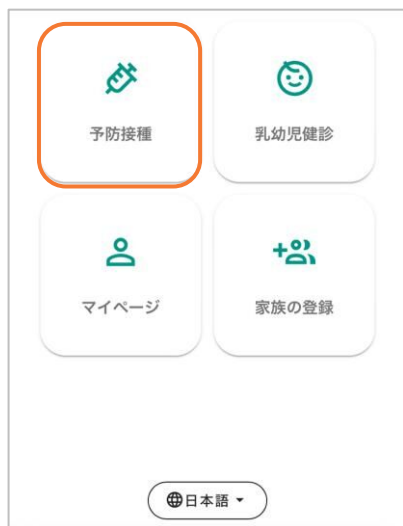 予防接種
乳幼児健診
マイページ
家族の登録
日本語